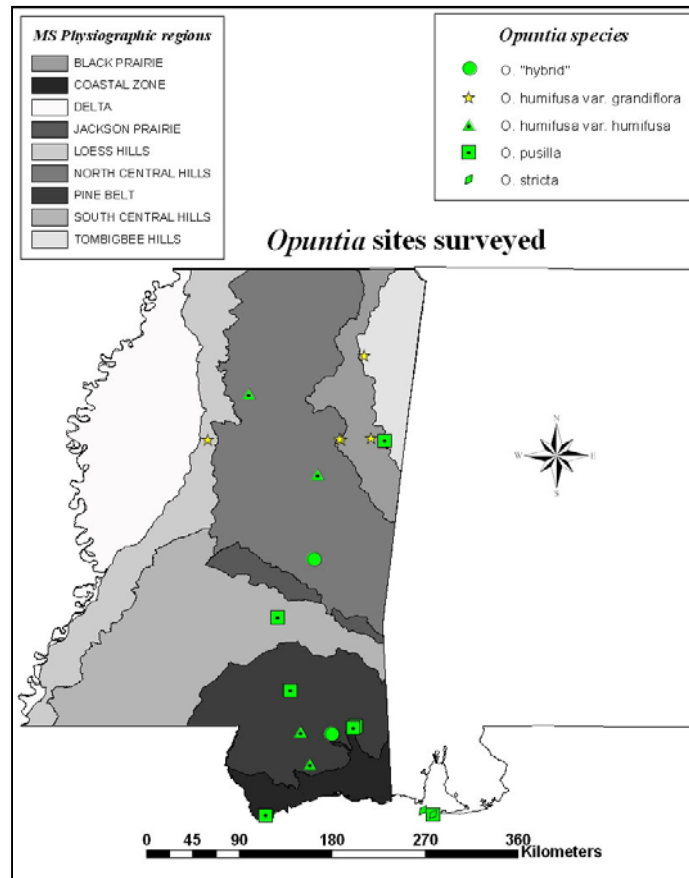 MS Physiographic regions
BLACK PRAIRIE
COASTAL ZONE
DELTA
JACKSON PRAIRIE
LOESS HILLS
NORTH CENTRAL HILLS
PINE BELT
SOUTH CENTRAL HILLS
TOMBIGBEE HILLS
Opuntia species
O. "hybrid"
O. humifusa var. grandiflora
O. humifusa var. humifusa
O. pusilla
O. stricta
Opuntia sites surveyed
N
W E
S
0 45 90 180 270 360
Kilometers